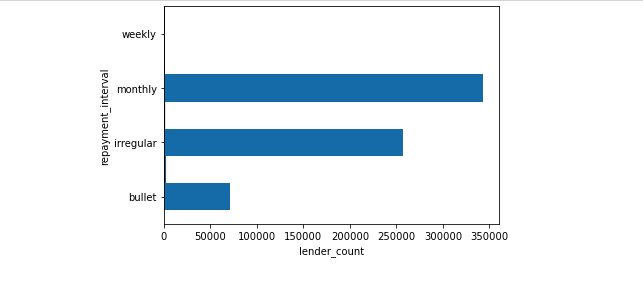 weekly
monthly
irregular
bullet
repayment_interval
0 50000 100000 150000 200000 250000 300000 350000
lender_count